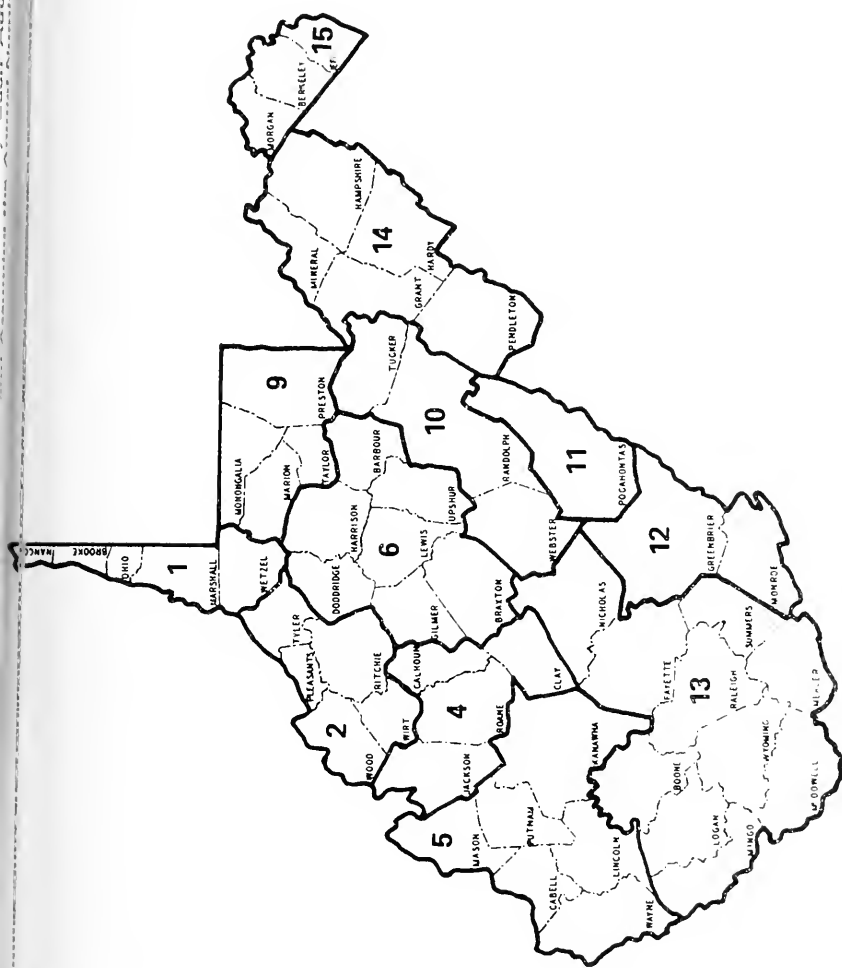 15
BERKELEY
MORGAN
HAMPSHIRE
14
MINERAL
HARDY
GRANT
PENDLETON
TUCKER
9
PRESTON
10
MONONGALIA
MARION
TAYLOR
BARBOUR
RANDOLPH
11
POCAHONTAS
BROOKE
OHIO
1
MARSHALL
WETZEL
HARRISON
6
LEWIS
UPSHUR
WEBSTER
12
GREENBRIER
DODDRIDGE
GILMER
BRAXTON
NICHOLAS
MONROE
TYLER
PLEASANTS
RITCHIE
CALHOUN
CLAY
FAYETTE
SUMMERS
2
WIRT
WOOD
4
ROANE
KANAWHA
13
RALEIGH
MERCER
JACKSON
BOONE
WYOMING
5
MASON
PUTNAM
LOGAN
McDOWELL
CABELL
LINCOLN
MINGO
WAYNE